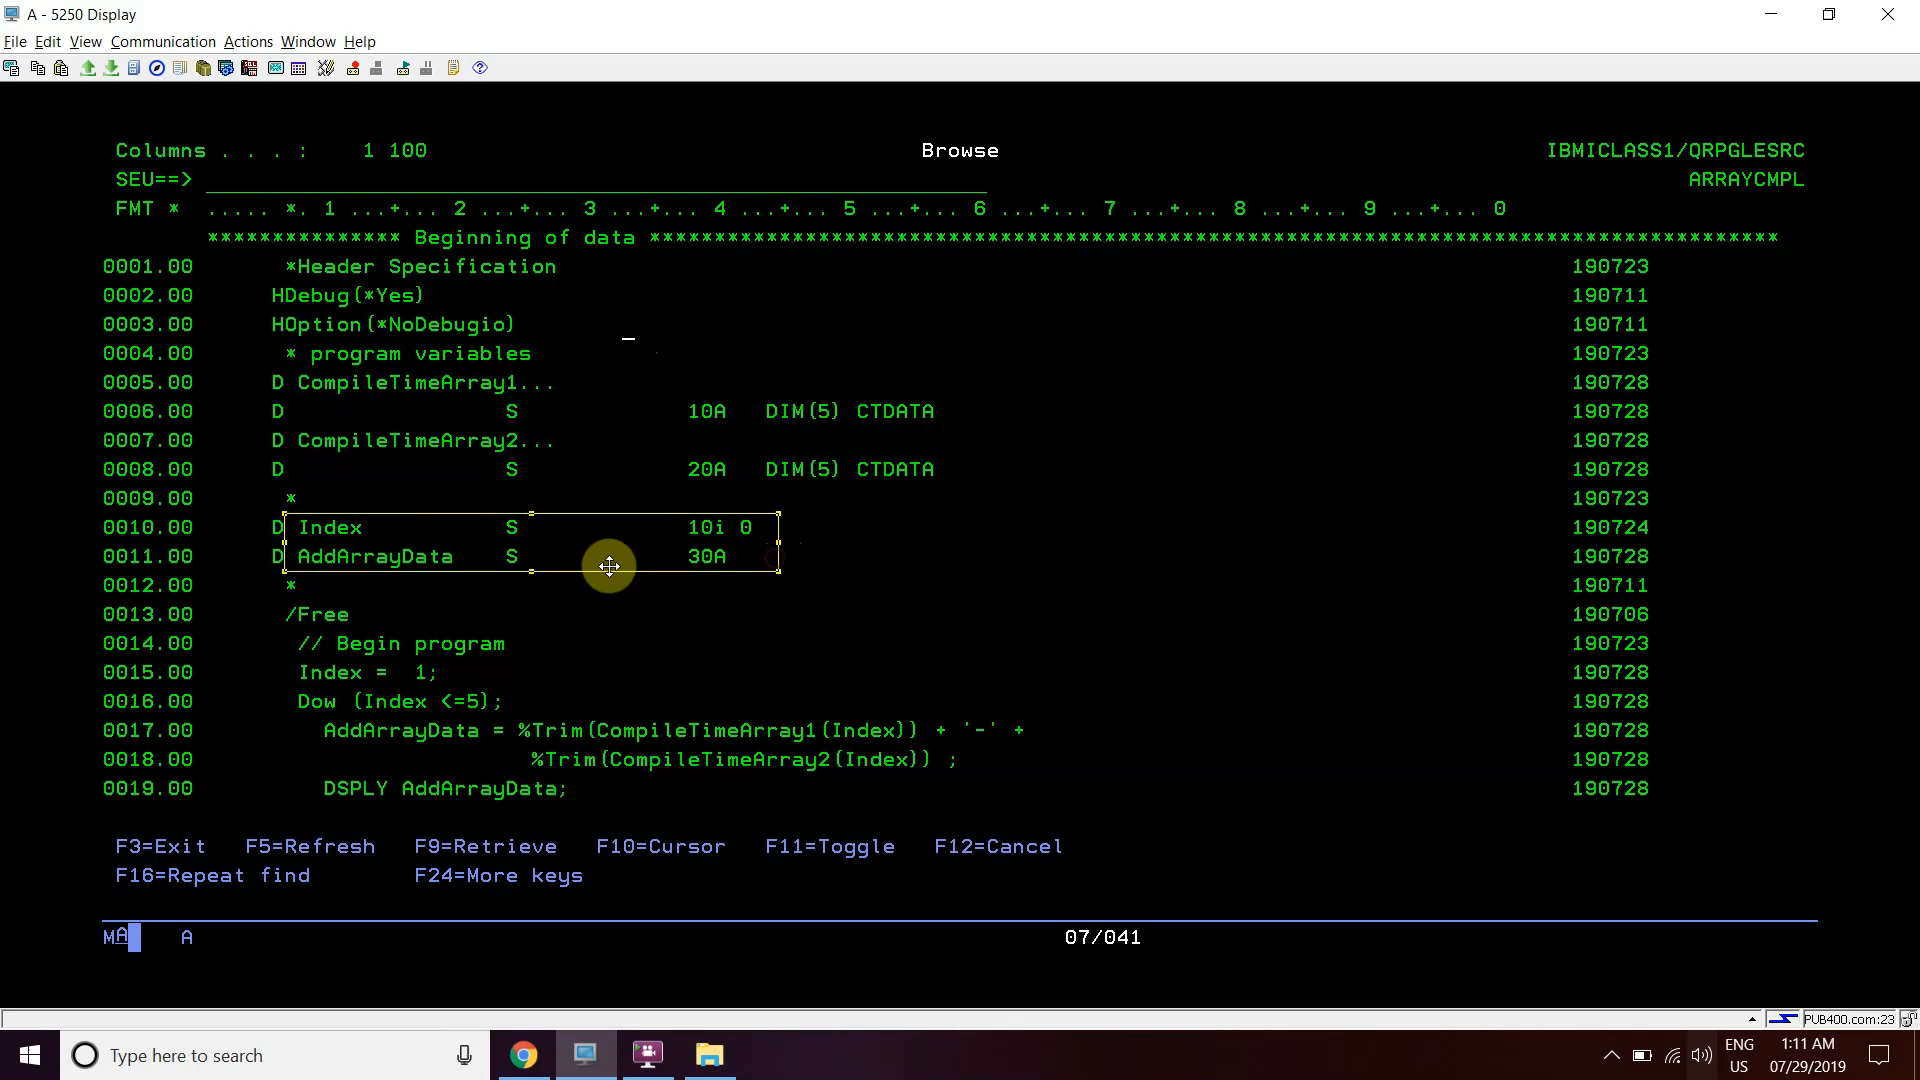 A - 5250 Display
File Edit View Communication Actions Window Help
Columns . . . :    1 100    Browse    IBMICLASS1/QRPGLESRC
SEU==>    ARRAYCMPL
FMT *  ..... *. 1 ...+... 2 ...+... 3 ...+... 4 ...+... 5 ...+... 6 ...+... 7 ...+... 8 ...+... 9 ...+... 0
*************** Beginning of data ***************************************************************************************
0001.00       *Header Specification    190723
0002.00      HDebug(*Yes)    190711
0003.00      HOption(*NoDebugio)    190711
0004.00       * program variables    190723
0005.00      D CompileTimeArray1...    190728
0006.00      D                 S             10A   DIM(5) CTDATA    190728
0007.00      D CompileTimeArray2...    190728
0008.00      D                 S             20A   DIM(5) CTDATA    190728
0009.00       *    190723
0010.00      D Index           S             10i 0    190724
0011.00      D AddArrayData    S             30A    190728
0012.00       *    190711
0013.00       /Free    190706
0014.00        // Begin program    190723
0015.00        Index =  1;    190728
0016.00        Dow (Index <=5);    190728
0017.00          AddArrayData = %Trim(CompileTimeArray1(Index)) + '-' +    190728
0018.00                          %Trim(CompileTimeArray2(Index)) ;    190728
0019.00          DSPLY AddArrayData;    190728
F3=Exit   F5=Refresh   F9=Retrieve   F10=Cursor   F11=Toggle   F12=Cancel
F16=Repeat find        F24=More keys
MA    A    07/041
PUB400.com:23
Type here to search
ENG
US
1:11 AM
07/29/2019